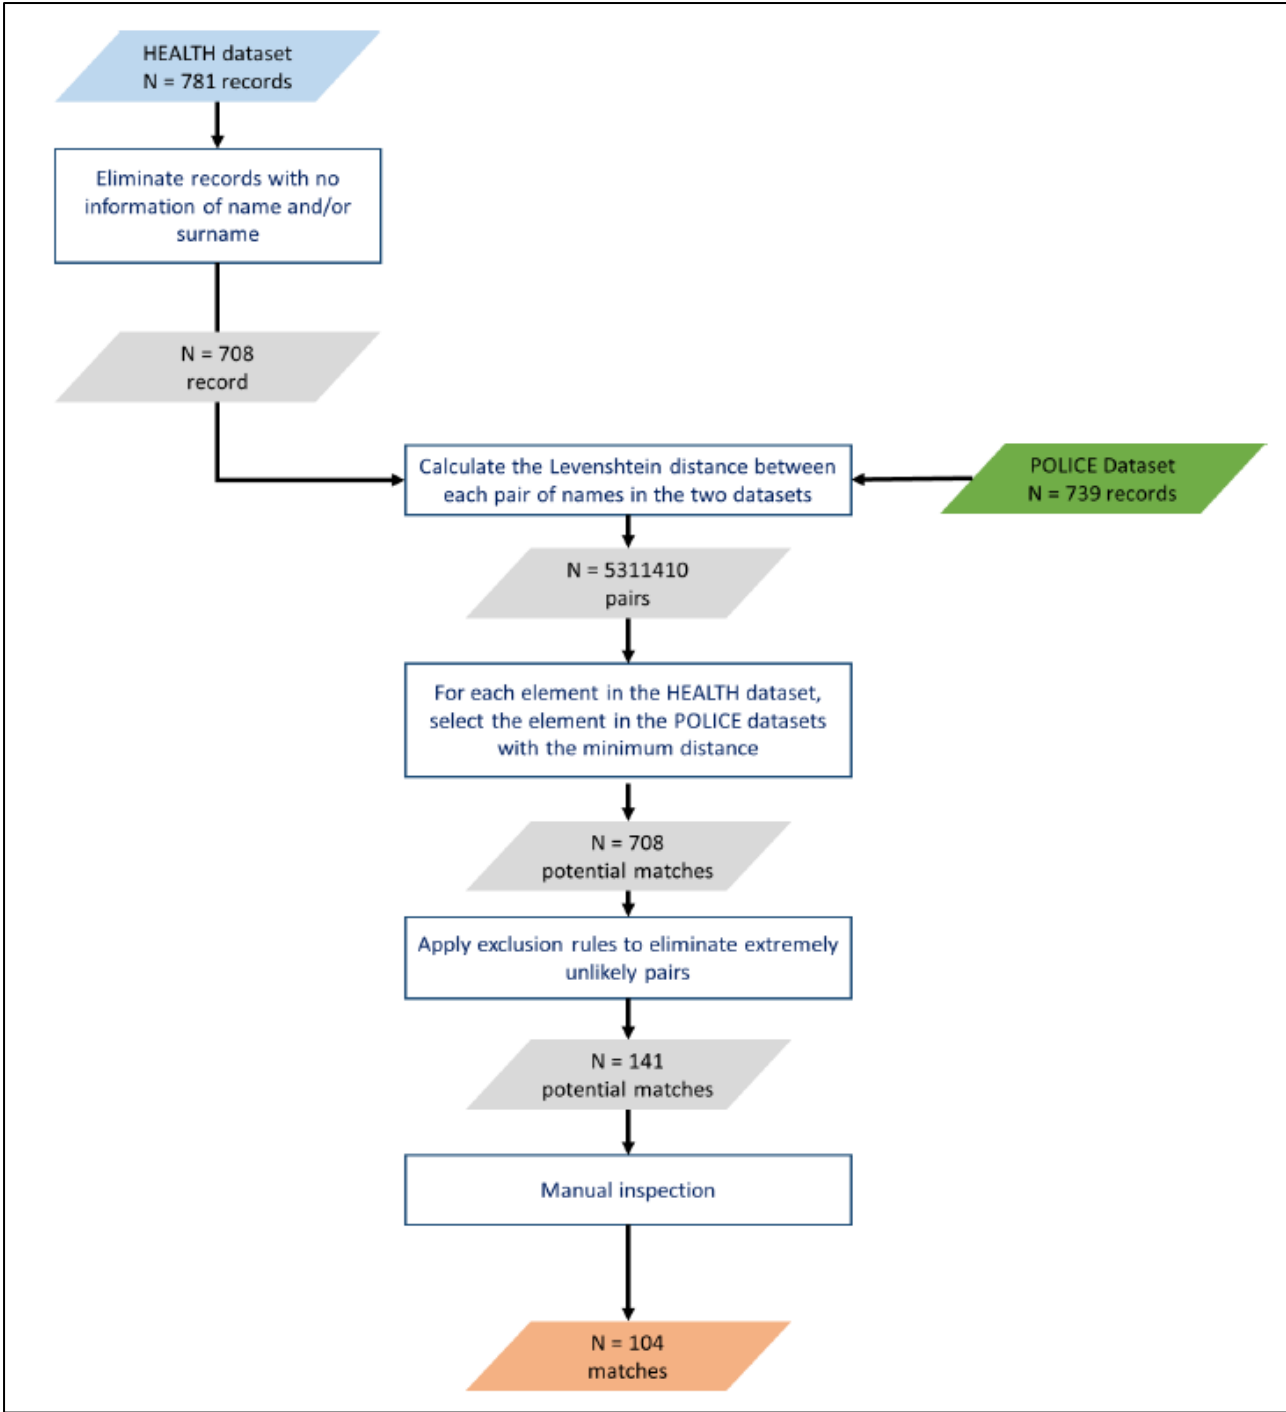 HEALTH dataset
N = 781 records
Eliminate records with no
information of name and/or
surname
N = 708
record
Calculate the Levenshtein distance between
each pair of names in the two datasets
POLICE Dataset
N = 739 records
N = 5311410
pairs
For each element in the HEALTH dataset,
select the element in the POLICE datasets
with the minimum distance
N = 708
potential matches
Apply exclusion rules to eliminate extremely
unlikely pairs
N = 141
potential matches
Manual inspection
N = 104
matches